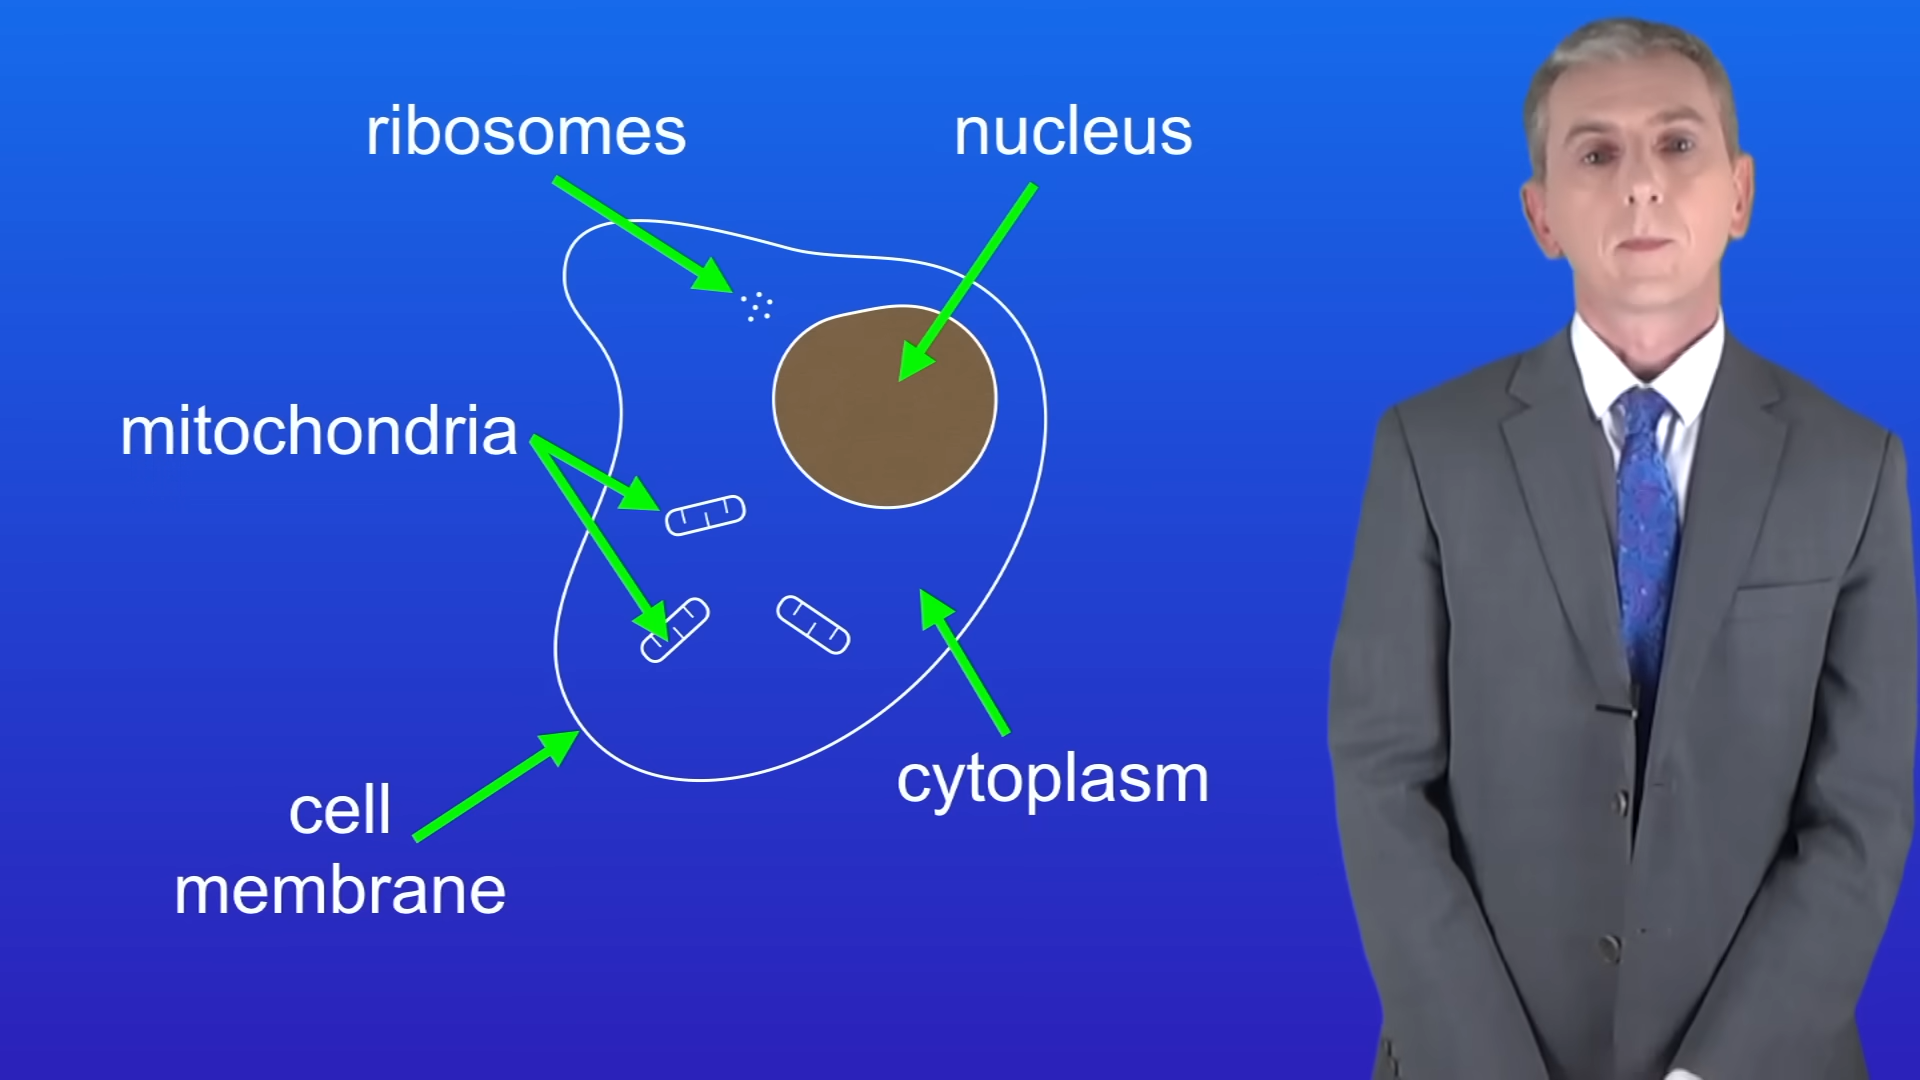 ribosomes
nucleus
mitochondria
cytoplasm
cell
membrane